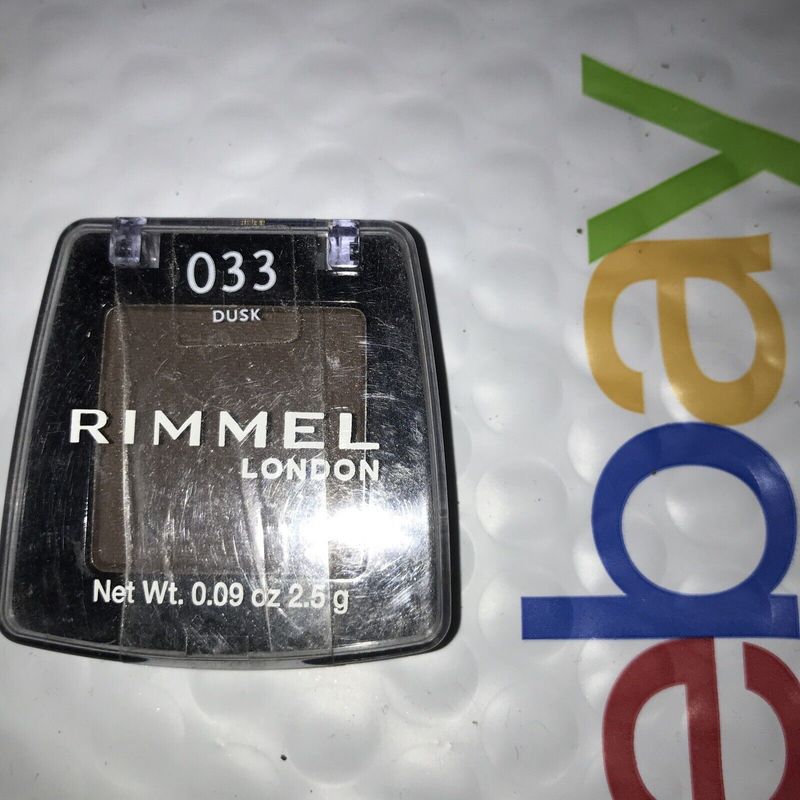 033
DUSK
RIMMEL
LONDON
Net Wt. 0.09 oz 2.5 g
ebay